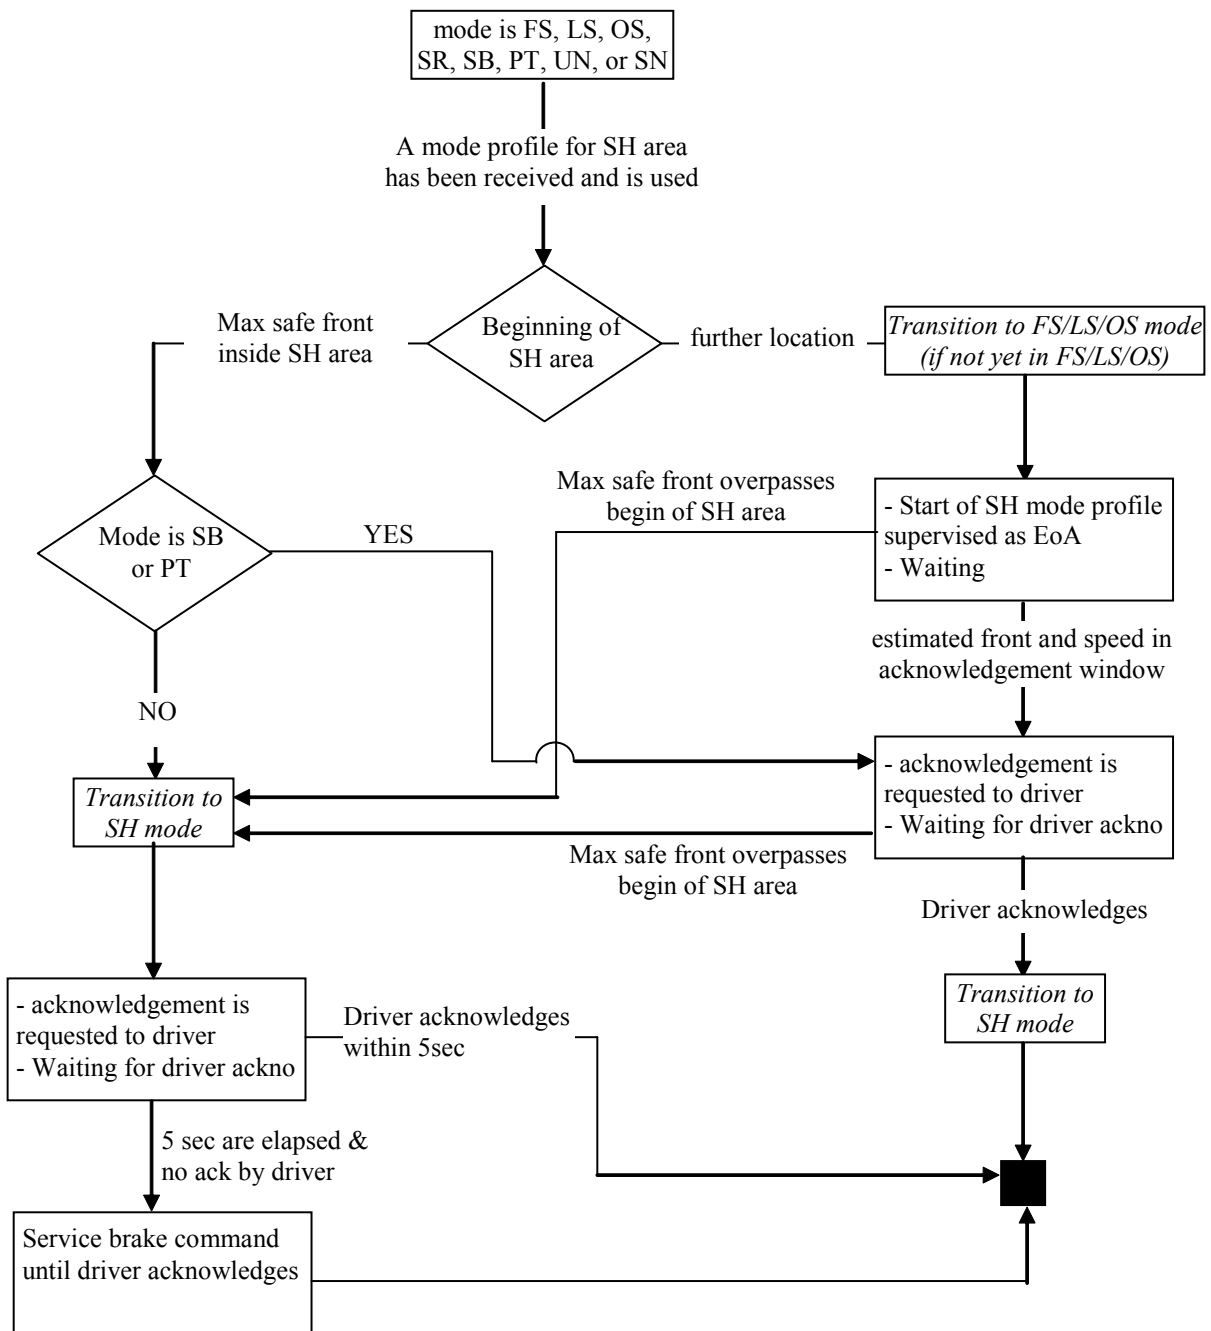 mode is FS, LS, OS,
SR, SB, PT, UN, or SN
A mode profile for SH area
has been received and is used
Max safe front
inside SH area
Beginning of
SH area
further location
Transition to FS/LS/OS mode
(if not yet in FS/LS/OS)
Max safe front overpasses
begin of SH area
- Start of SH mode profile
supervised as EoA
- Waiting
Mode is SB
or PT
YES
estimated front and speed in
acknowledgement window
NO
- acknowledgement is
requested to driver
- Waiting for driver ackno
Transition to
SH mode
Max safe front overpasses
begin of SH area
Driver acknowledges
Transition to
SH mode
- acknowledgement is
requested to driver
- Waiting for driver ackno
Driver acknowledges
within 5sec
5 sec are elapsed &
no ack by driver
Service brake command
until driver acknowledges